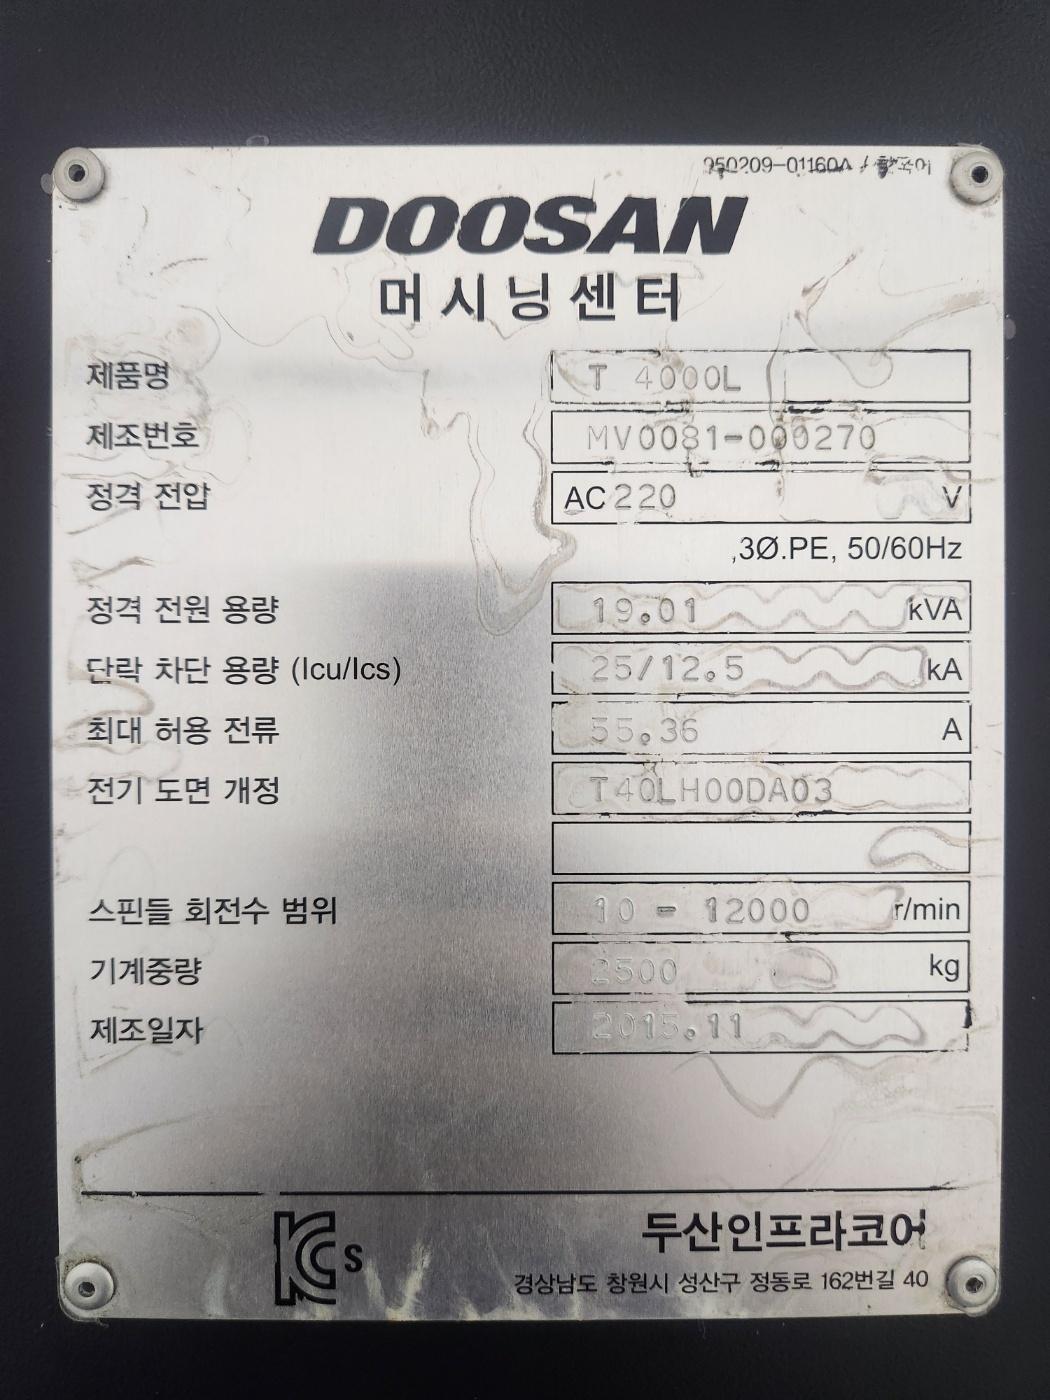 950209-01160A
DOOSAN
머시닝센터
제품명 T 4000L
제조번호 MV0081-000270
정격 전압 AC 220 V
,3Ø.PE, 50/60Hz
정격 전원 용량 19.01 kVA
단락 차단 용량 (Icu/Ics) 25/12.5 kA
최대 허용 전류 55.36 A
전기 도면 개정 T40LH00DA03
스핀들 회전수 범위 10 - 12000 r/min
기계중량 2500 kg
제조일자 2015.11
두산인프라코어
KCs
경상남도 창원시 성산구 정동로 162번길 40